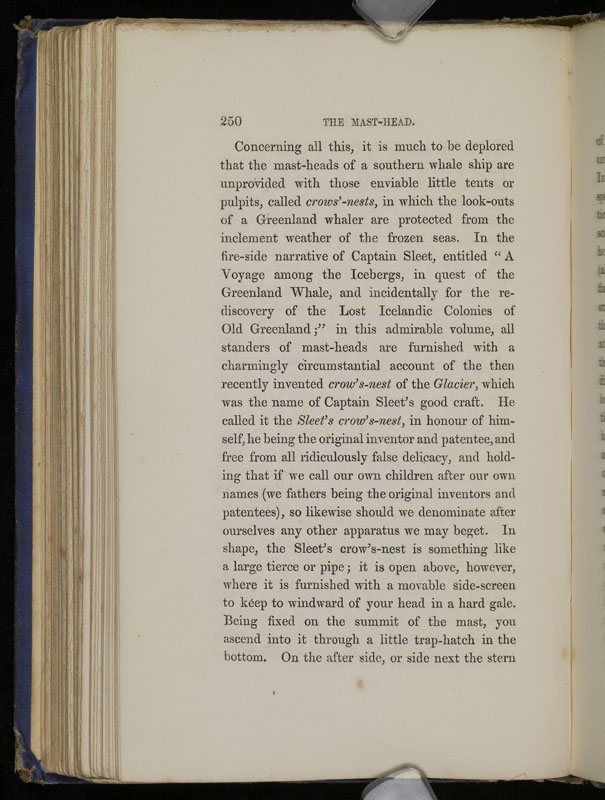 250 THE MAST-HEAD.
Concerning all this, it is much to be deplored
that the mast-heads of a southern whale ship are
unprovided with those enviable little tents or
pulpits, called crows'-nests, in which the look-outs
of a Greenland whaler are protected from the
inclement weather of the frozen seas. In the
fire-side narrative of Captain Sleet, entitled “A
Voyage among the Icebergs, in quest of the
Greenland Whale, and incidentally for the re-
discovery of the Lost Icelandic Colonies of
Old Greenland;” in this admirable volume, all
standers of mast-heads are furnished with a
charmingly circumstantial account of the then
recently invented crow's-nest of the Glacier, which
was the name of Captain Sleet's good craft. He
called it the Sleet's crow's-nest, in honour of him-
self, he being the original inventor and patentee, and
free from all ridiculously false delicacy, and hold-
ing that if we call our own children after our own
names (we fathers being the original inventors and
patentees), so likewise should we denominate after
ourselves any other apparatus we may beget. In
shape, the Sleet's crow's-nest is something like
a large tierce or pipe; it is open above, however,
where it is furnished with a movable side-screen
to keep to windward of your head in a hard gale.
Being fixed on the summit of the mast, you
ascend into it through a little trap-hatch in the
bottom. On the after side, or side next the stern